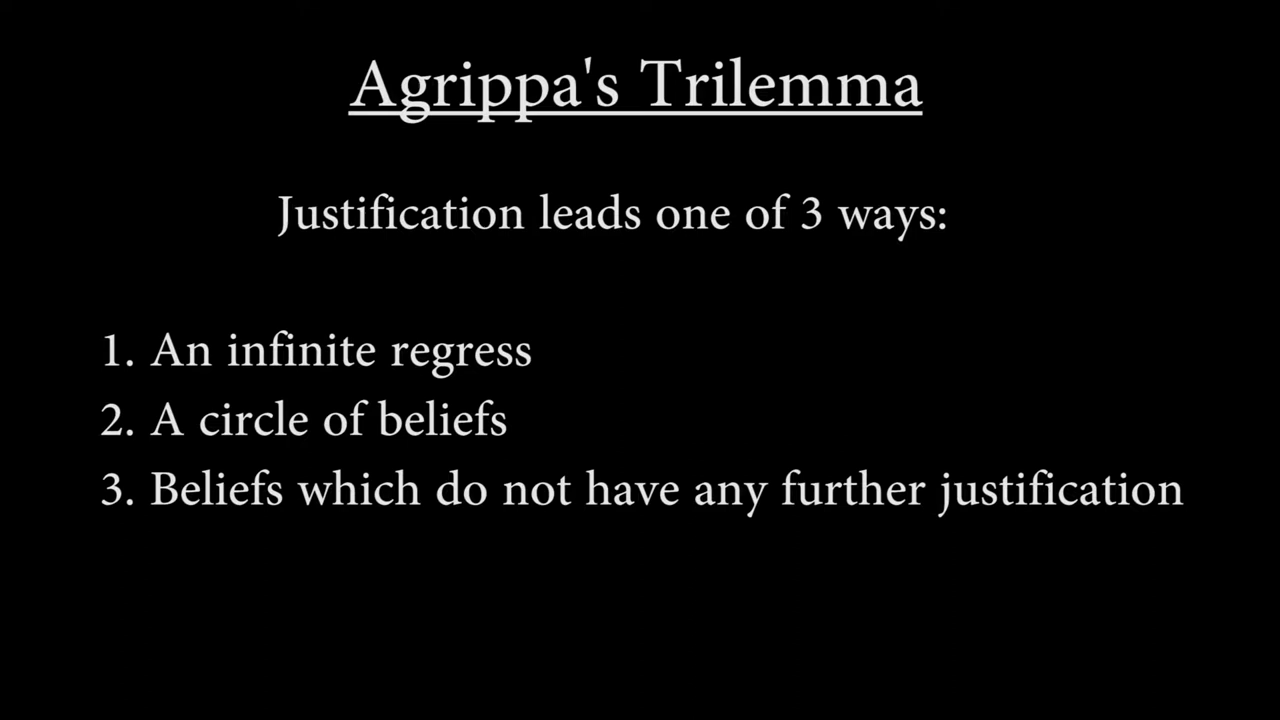 Agrippa's Trilemma
Justification leads one of 3 ways:
1. An infinite regress
2. A circle of beliefs
3. Beliefs which do not have any further justification